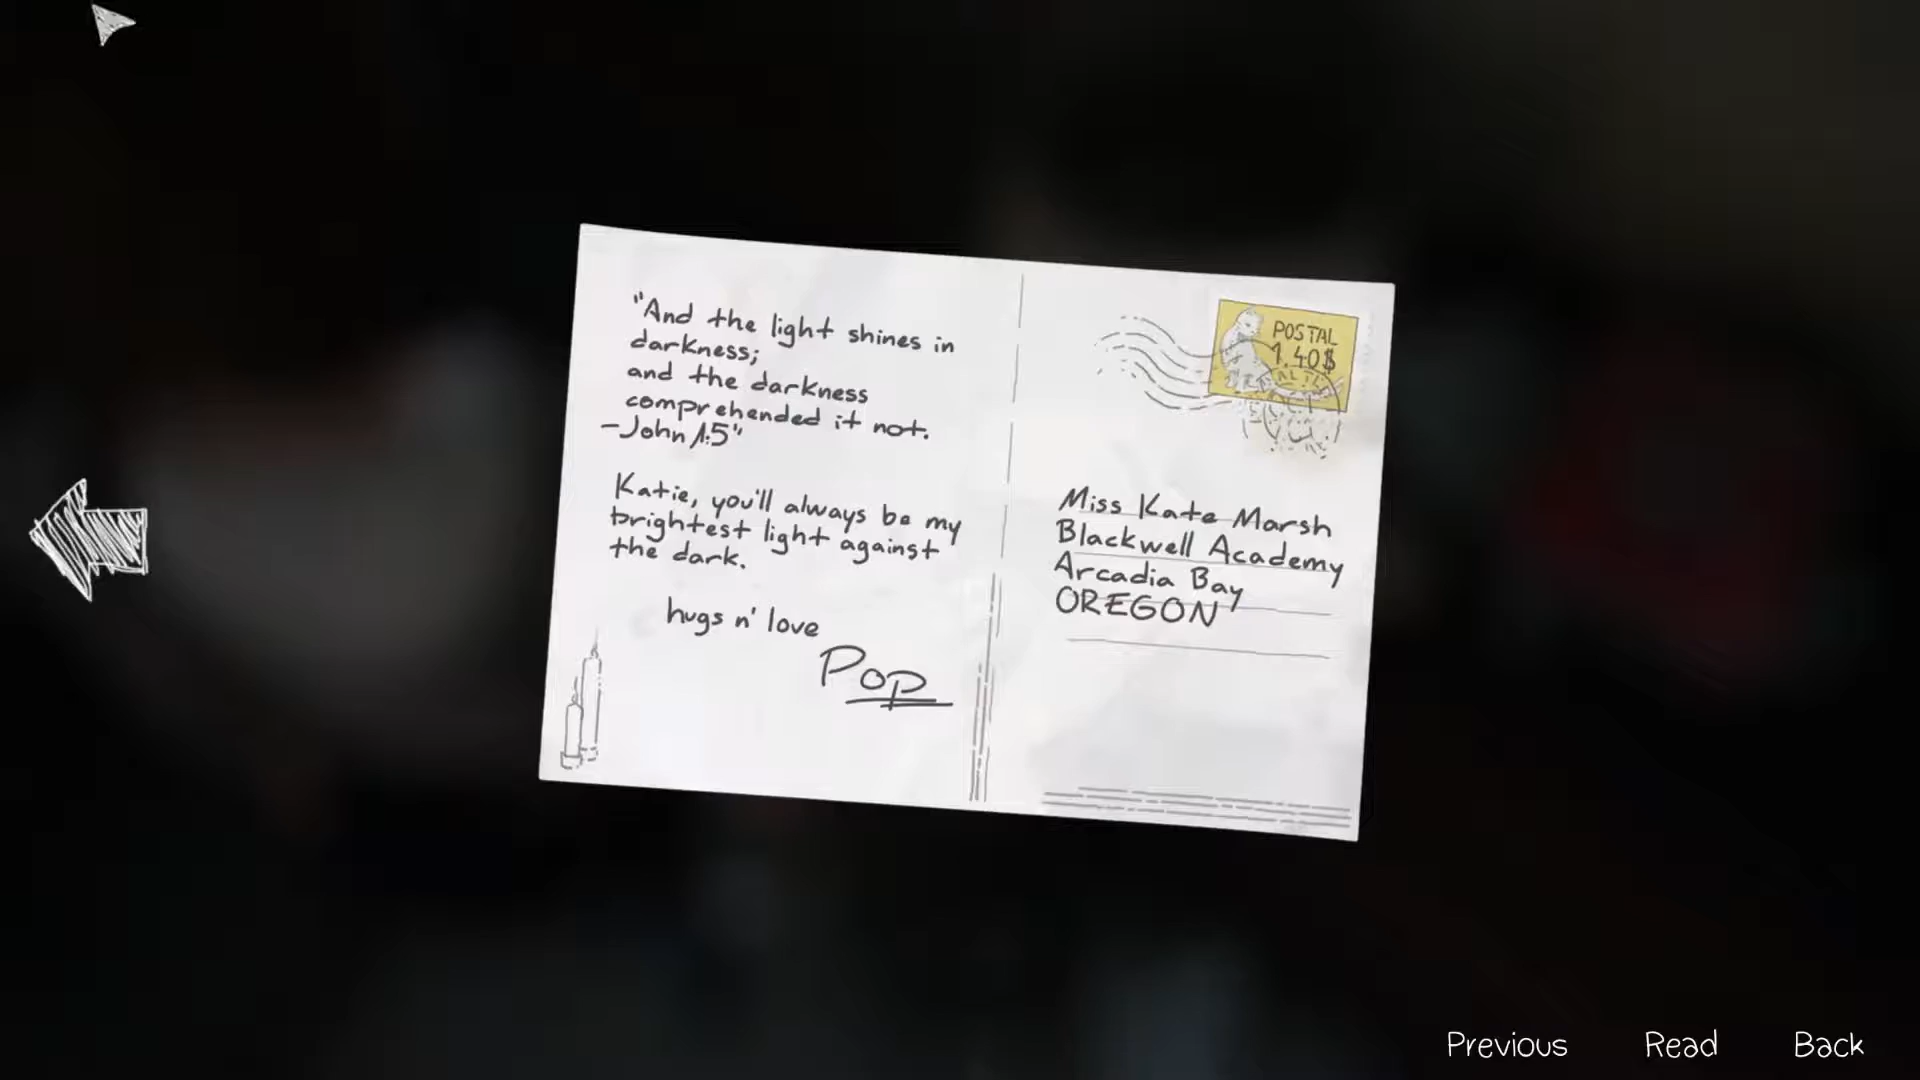 "And the light shines in
darkness;
and the darkness
comprehended it not.
-John 1:5"
Katie, you'll always be my
brightest light against
the dark.
hugs n' love
Pop
POSTAL
1.40$
Miss Kate Marsh
Blackwell Academy
Arcadia Bay
OREGON
Previous
Read
Back